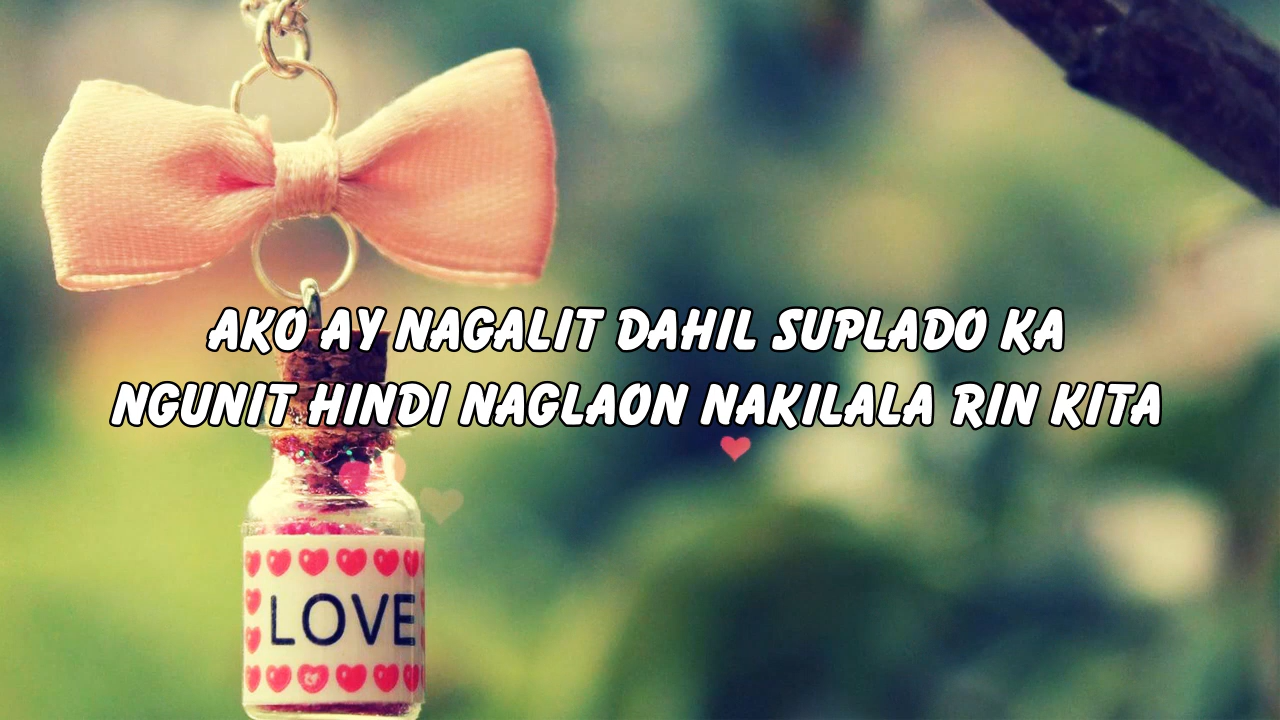 AKO AY NAGALIT DAHIL SUPLADO KA
NGUNIT HINDI NAGLAON NAKILALA RIN KITA
LOVE